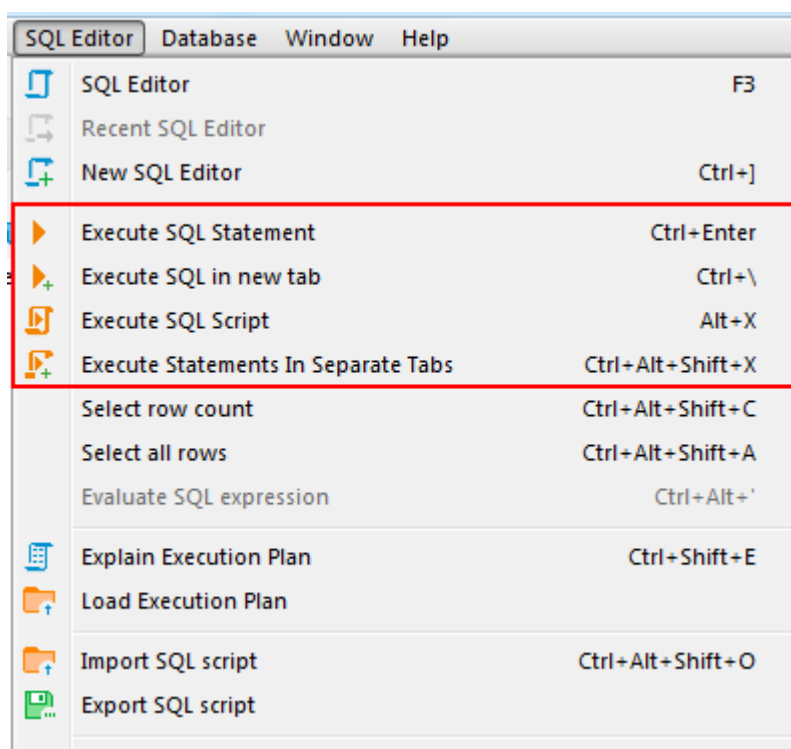 SQL Editor Database Window Help
SQL Editor F3
Recent SQL Editor
New SQL Editor Ctrl+]
Execute SQL Statement Ctrl+Enter
Execute SQL in new tab Ctrl+\
Execute SQL Script Alt+X
Execute Statements In Separate Tabs Ctrl+Alt+Shift+X
Select row count Ctrl+Alt+Shift+C
Select all rows Ctrl+Alt+Shift+A
Evaluate SQL expression Ctrl+Alt+'
Explain Execution Plan Ctrl+Shift+E
Load Execution Plan
Import SQL script Ctrl+Alt+Shift+O
Export SQL script